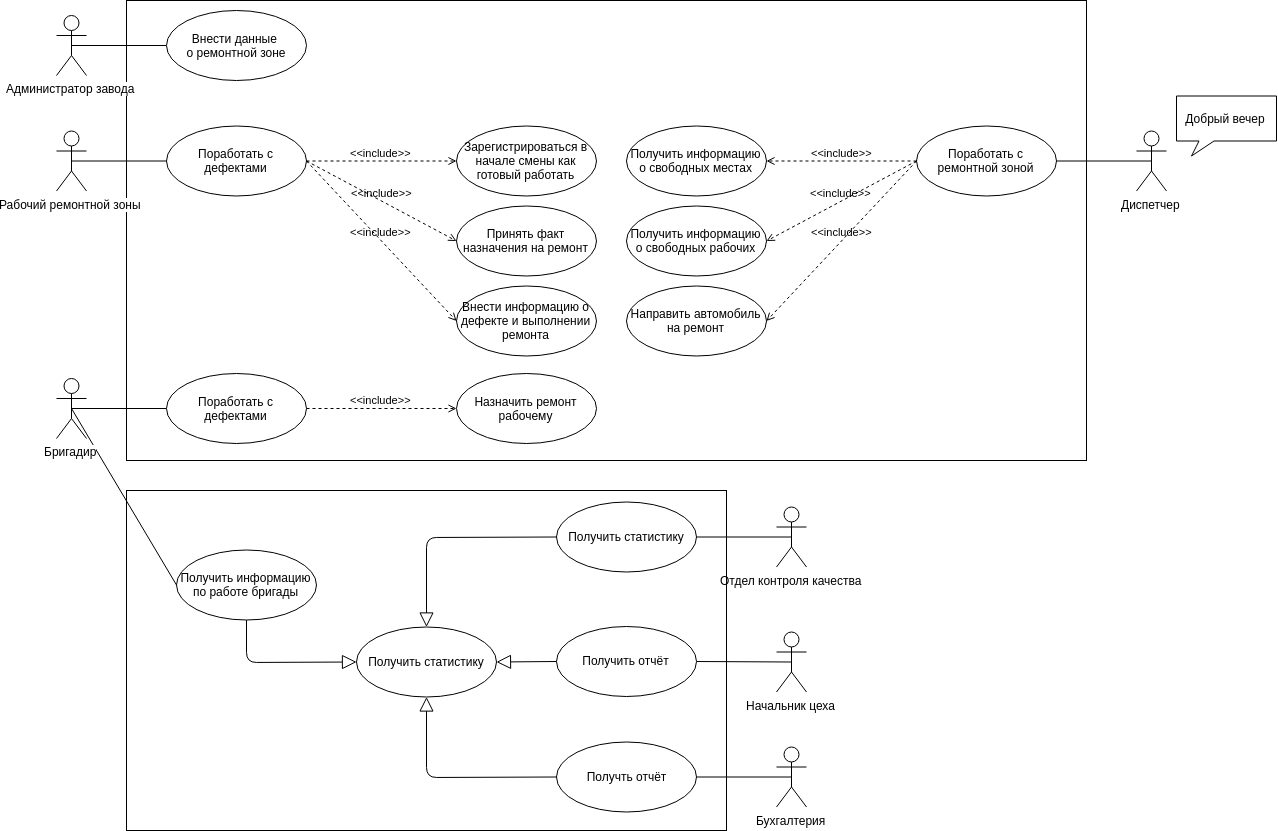 Внести данные
о ремонтной зоне
Администратор завода
Добрый вечер
Поработать с
дефектами
<<include>>
<<include>>
<<include>>
Зарегистрироваться в
начале смены как
готовый работать
Получить информацию
о свободных местах
<<include>>
<<include>>
<<include>>
Поработать с
ремонтной зоной
Рабочий ремонтной зоны
Диспетчер
Принять факт
назначения на ремонт
Получить информацию
о свободных рабочих
Внести информацию о
дефекте и выполнении
ремонта
Направить автомобиль
на ремонт
Поработать с
дефектами
<<include>>
Назначить ремонт
рабочему
Бригадир
Получить статистику
Отдел контроля качества
Получить информацию
по работе бригады
Получить статистику
Получить отчёт
Начальник цеха
Получть отчёт
Бухгалтерия